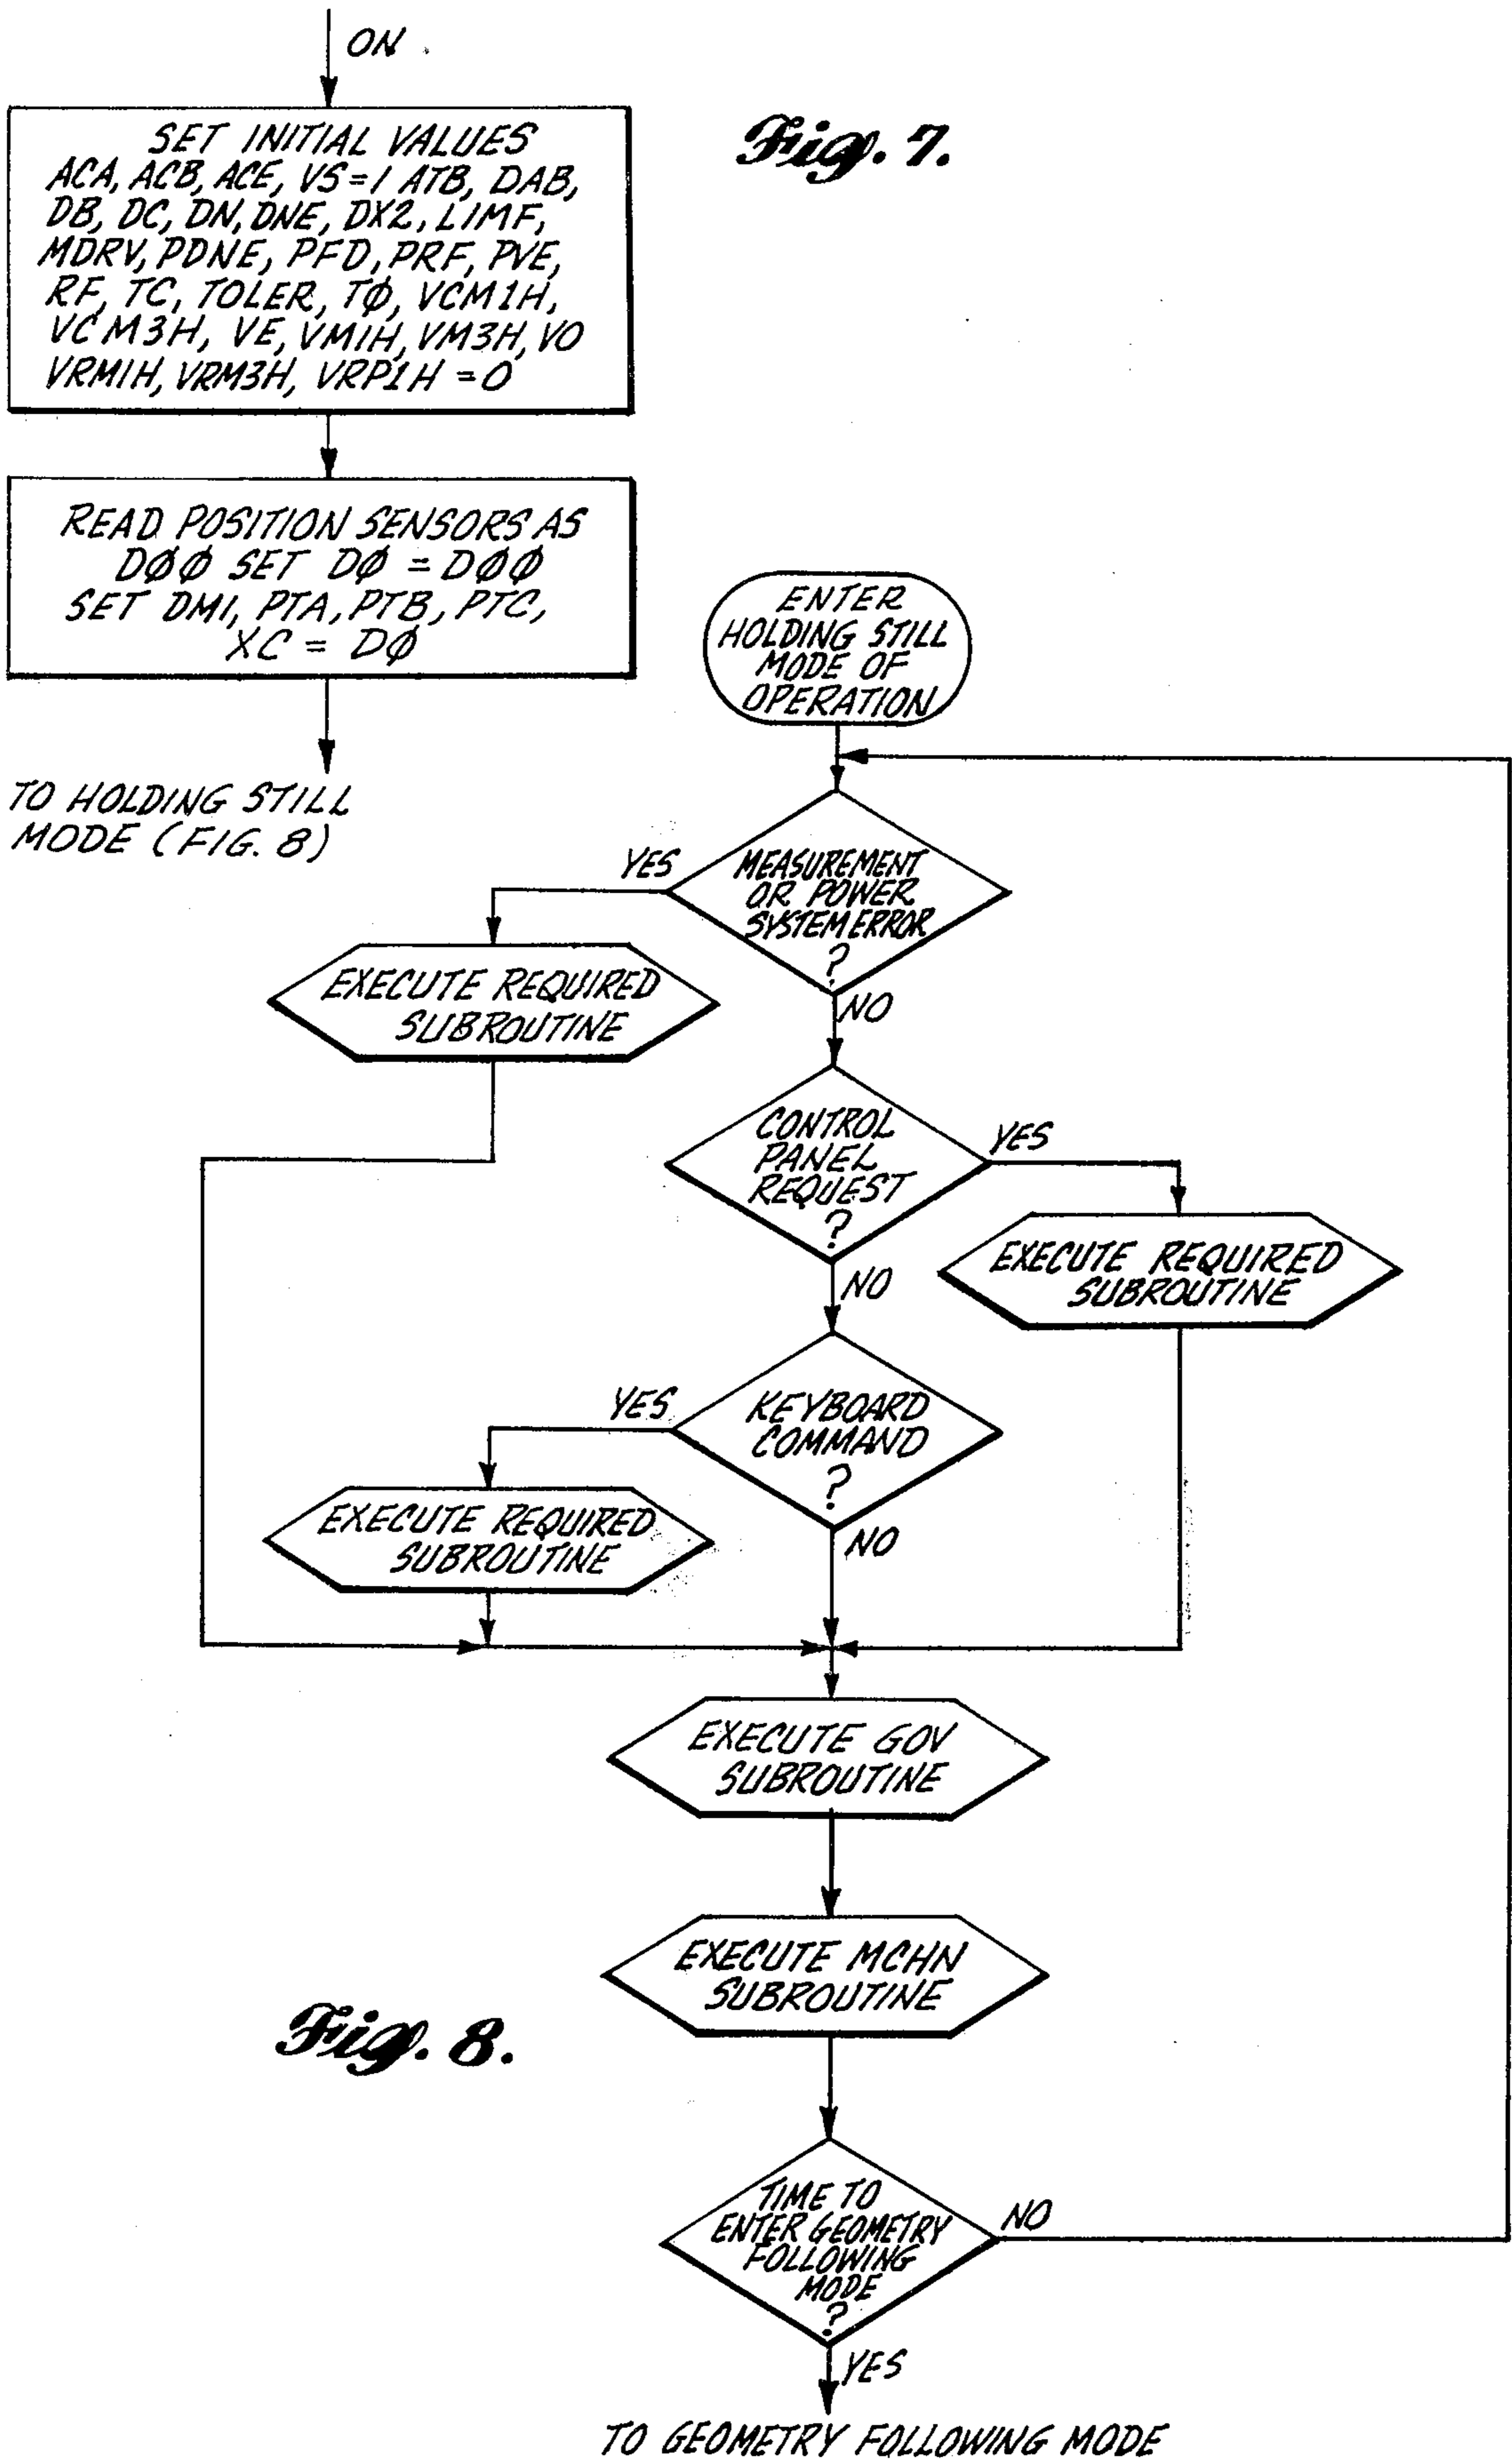 ON
Fig. 7.
SET INITIAL VALUES
ACA, ACB, ACE, VS=1 ATB, DAB,
DB, DC, DN, DNE, DX2, LIMF,
MDRV, PDNE, PFD, PRF, PVE,
RF, TC, TOLER, TØ, VCM1H,
VCM3H, VE, VM1H, VM3H, VO
VRM1H, VRM3H, VRP1H = 0
READ POSITION SENSORS AS
DØØ SET DØ = DØØ
SET DM1, PTA, PTB, PTC,
XC = DØ
TO HOLDING STILL
MODE (FIG. 8)
ENTER
HOLDING STILL
MODE OF
OPERATION
MEASUREMENT
OR POWER
SYSTEM ERROR
?
YES
NO
EXECUTE REQUIRED
SUBROUTINE
CONTROL
PANEL
REQUEST
?
YES
NO
EXECUTE REQUIRED
SUBROUTINE
KEYBOARD
COMMAND
?
YES
NO
EXECUTE REQUIRED
SUBROUTINE
EXECUTE GOV
SUBROUTINE
EXECUTE MCHN
SUBROUTINE
Fig. 8.
TIME TO
ENTER GEOMETRY
FOLLOWING
MODE
?
NO
YES
TO GEOMETRY FOLLOWING MODE